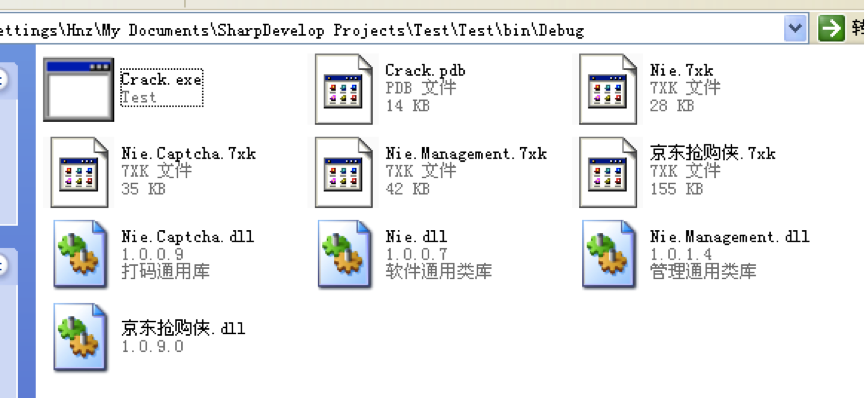 ettings\Hnz\My Documents\SharpDevelop Projects\Test\Test\bin\Debug
Crack.exe
Test
Crack.pdb
PDB 文件
14 KB
Nie.7xk
7XK 文件
28 KB
Nie.Captcha.7xk
7XK 文件
35 KB
Nie.Management.7xk
7XK 文件
42 KB
京东抢购侠.7xk
7XK 文件
155 KB
Nie.Captcha.dll
1.0.0.9
打码通用库
Nie.dll
1.0.0.7
软件通用类库
Nie.Management.dll
1.0.1.4
管理通用类库
京东抢购侠.dll
1.0.9.0